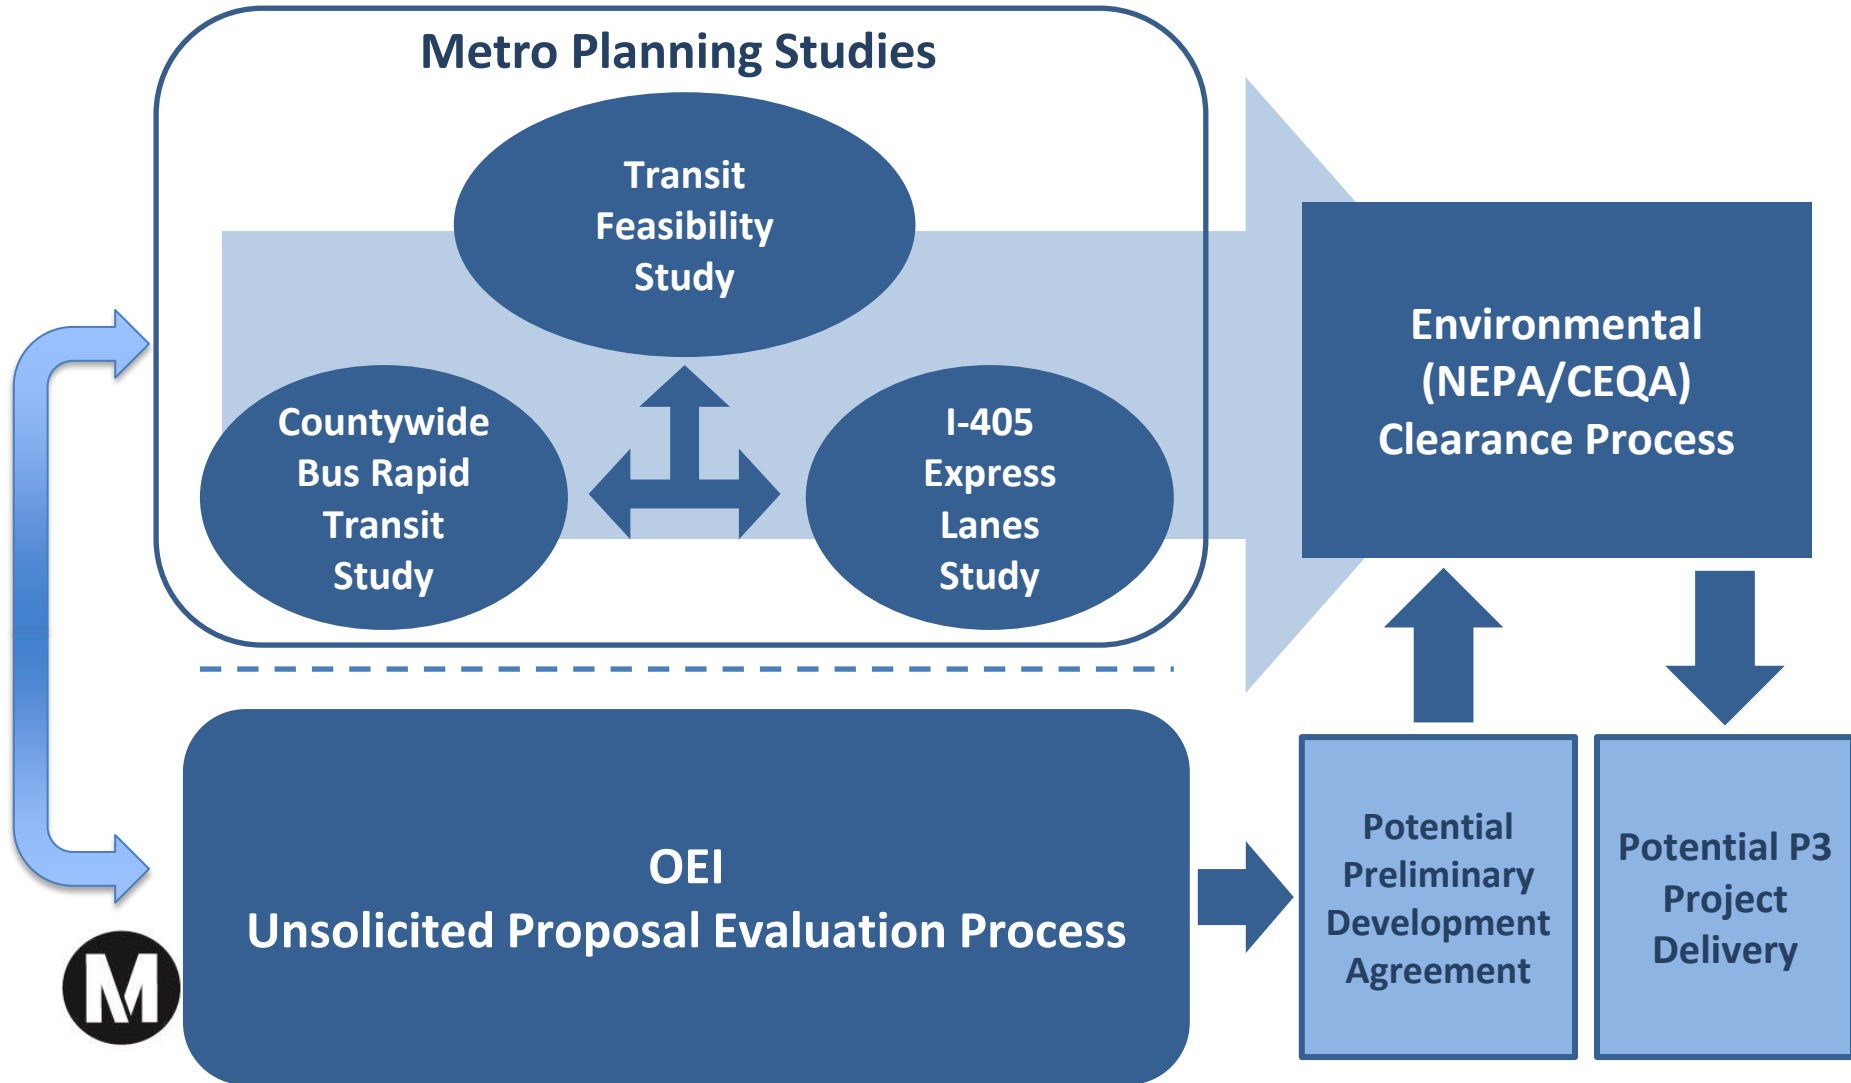 Metro Planning Studies
Transit
Feasibility
Study
Countywide
Bus Rapid
Transit
Study
I-405
Express
Lanes
Study
Environmental
(NEPA/CEQA)
Clearance Process
OEI
Unsolicited Proposal Evaluation Process
Potential
Preliminary
Development
Agreement
Potential P3
Project
Delivery
M